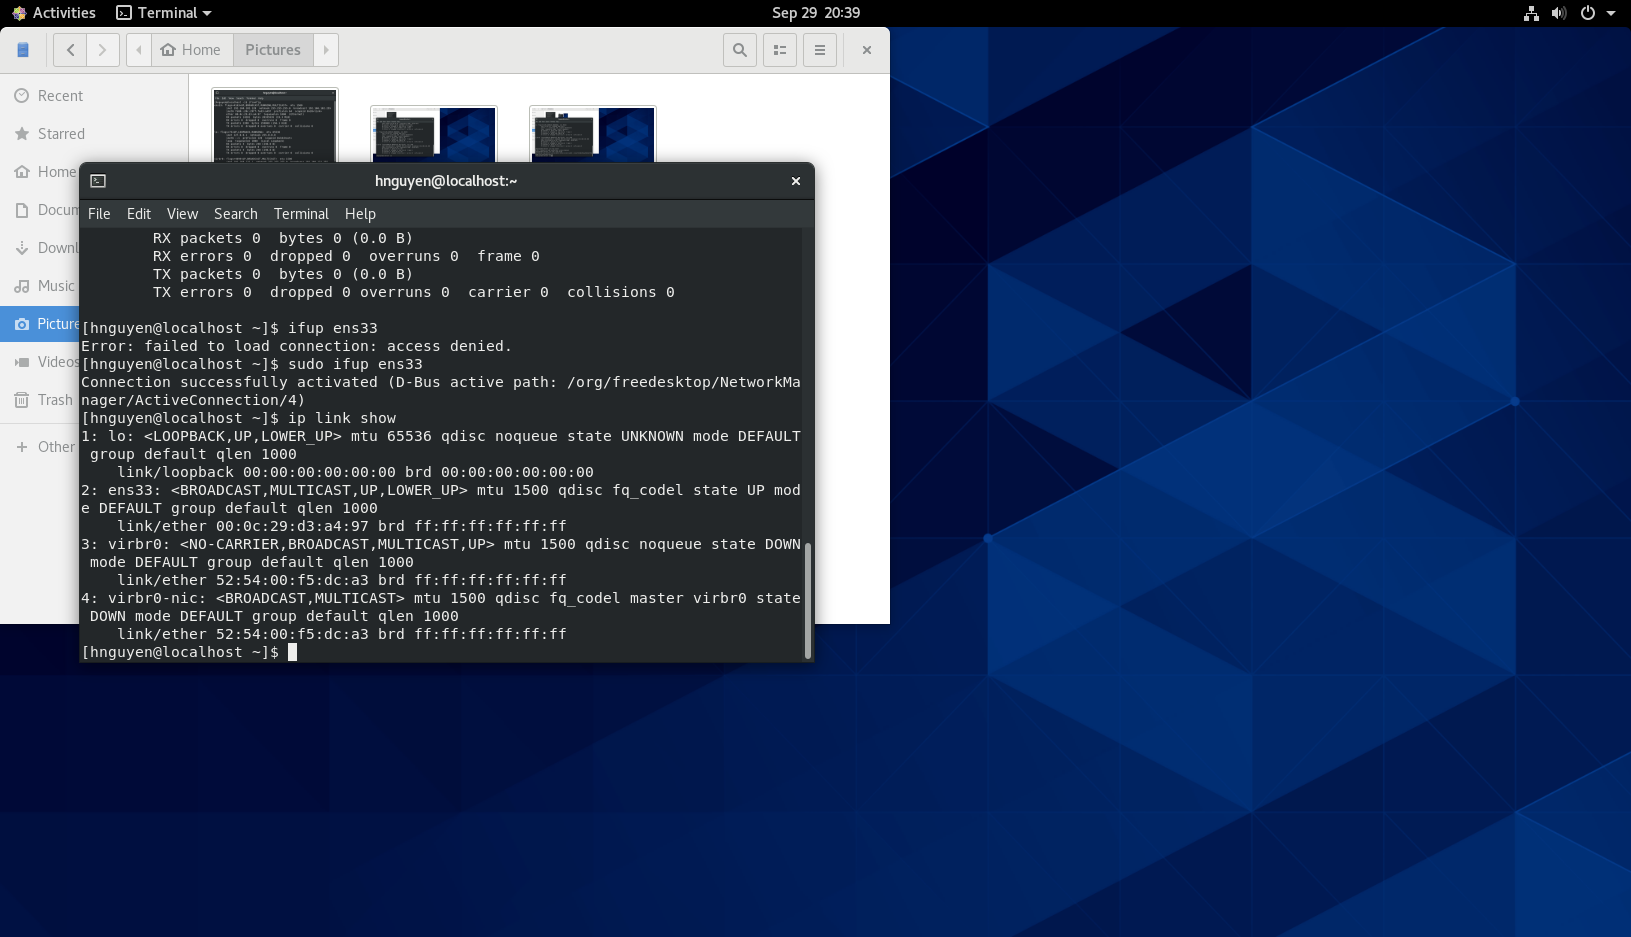 Activities Terminal Sep 29 20:39
Home Pictures
Recent
Starred
Home
Docum
Downl
Music
Picture
Videos
Trash
Other
hnguyen@localhost:~
File Edit View Search Terminal Help
RX packets 0  bytes 0 (0.0 B)
RX errors 0  dropped 0  overruns 0  frame 0
TX packets 0  bytes 0 (0.0 B)
TX errors 0  dropped 0 overruns 0  carrier 0  collisions 0
[hnguyen@localhost ~]$ ifup ens33
Error: failed to load connection: access denied.
[hnguyen@localhost ~]$ sudo ifup ens33
Connection successfully activated (D-Bus active path: /org/freedesktop/NetworkMa
nager/ActiveConnection/4)
[hnguyen@localhost ~]$ ip link show
1: lo: <LOOPBACK,UP,LOWER_UP> mtu 65536 qdisc noqueue state UNKNOWN mode DEFAULT
group default qlen 1000
link/loopback 00:00:00:00:00:00 brd 00:00:00:00:00:00
2: ens33: <BROADCAST,MULTICAST,UP,LOWER_UP> mtu 1500 qdisc fq_codel state UP mod
e DEFAULT group default qlen 1000
link/ether 00:0c:29:d3:a4:97 brd ff:ff:ff:ff:ff:ff
3: virbr0: <NO-CARRIER,BROADCAST,MULTICAST,UP> mtu 1500 qdisc noqueue state DOWN
mode DEFAULT group default qlen 1000
link/ether 52:54:00:f5:dc:a3 brd ff:ff:ff:ff:ff:ff
4: virbr0-nic: <BROADCAST,MULTICAST> mtu 1500 qdisc fq_codel master virbr0 state
DOWN mode DEFAULT group default qlen 1000
link/ether 52:54:00:f5:dc:a3 brd ff:ff:ff:ff:ff:ff
[hnguyen@localhost ~]$